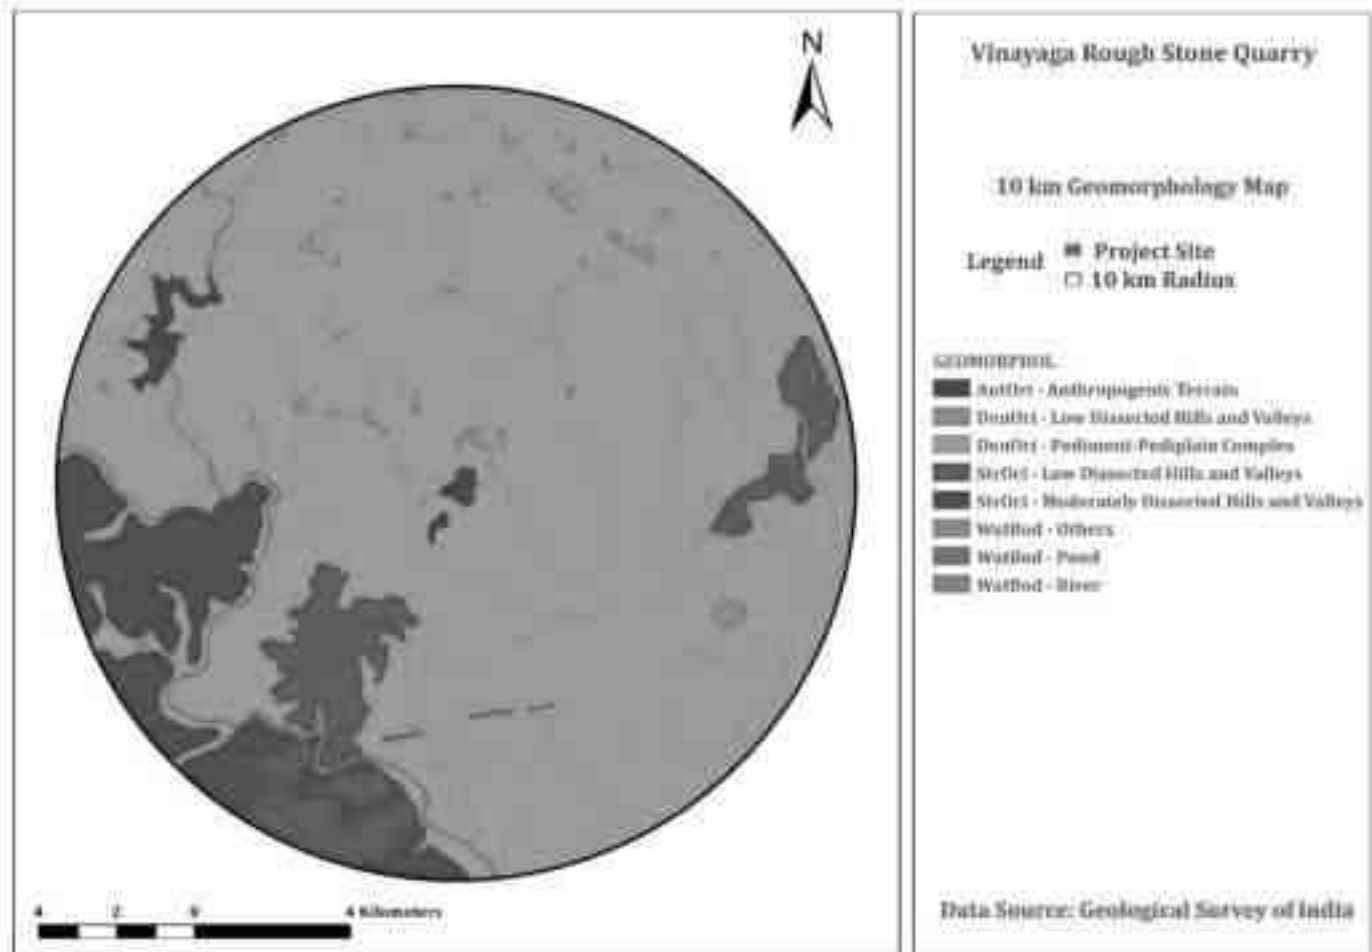 N
4 2 0 4 Kilometers
Vinayaga Rough Stone Quarry
10 km Geomorphology Map
Legend
Project Site
10 km Radius
GEOMORPHOL
AntOri - Anthropogenic Terrain
DenOri - Low Dissected Hills and Valleys
DenOri - Pediment-Pediplain Complex
StrOri - Low Dissected Hills and Valleys
StrOri - Moderately Dissected Hills and Valleys
WatBod - Others
WatBod - Pond
WatBod - River
Data Source: Geological Survey of India